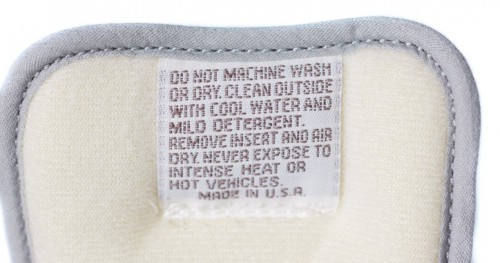 DO NOT MACHINE WASH
OR DRY. CLEAN OUTSIDE
WITH COOL WATER AND
MILD DETERGENT.
REMOVE INSERT AND AIR
DRY. NEVER EXPOSE TO
INTENSE HEAT OR
HOT VEHICLES.
MADE IN U.S.A.